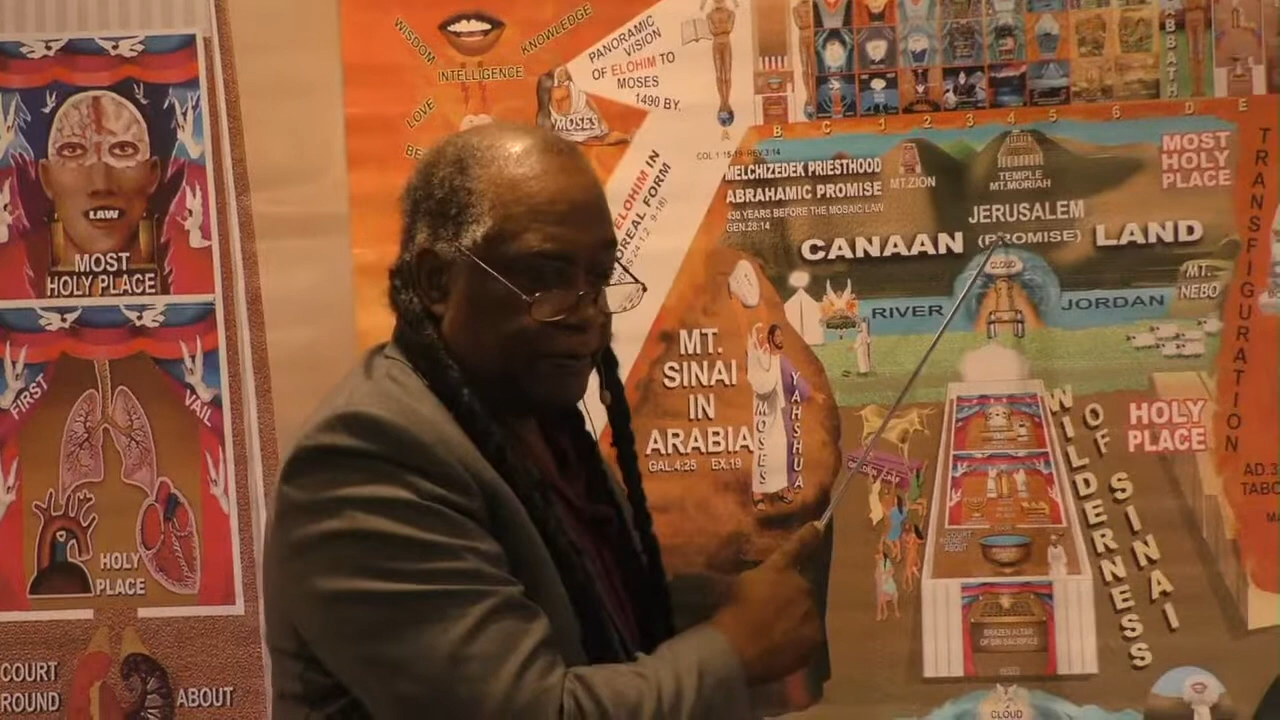 LAW
MOST
HOLY PLACE
FIRST
VAIL
HOLY
PLACE
COURT
ROUND
ABOUT
WISDOM
KNOWLEDGE
INTELLIGENCE
LOVE
BE
PANORAMIC
VISION
OF ELOHIM TO
MOSES
1490 BY.
MOSES
ELOHIM IN
A
B
C
1
2
3
4
5
6
D
E
COL.1:15-19-REV.3:14
MELCHIZEDEK PRIESTHOOD
ABRAHAMIC PROMISE
430 YEARS BEFORE THE MOSAIC LAW
GEN.28:14
MT.ZION
TEMPLE
MT.MORIAH
MOST
HOLY
PLACE
JERUSALEM
CANAAN (PROMISE) LAND
CLOUD
MT.
NEBO
RIVER JORDAN
MT.
SINAI
IN
ARABIA
GAL.4:25 EX.19
MOSES
YAHSHUA
HOLY
PLACE
WILDERNESS
OF SINAI
COURT
ROUND
ABOUT
BRAZEN ALTAR
OF SIN SACRIFICE
CLOUD
TRANSFIGURATION